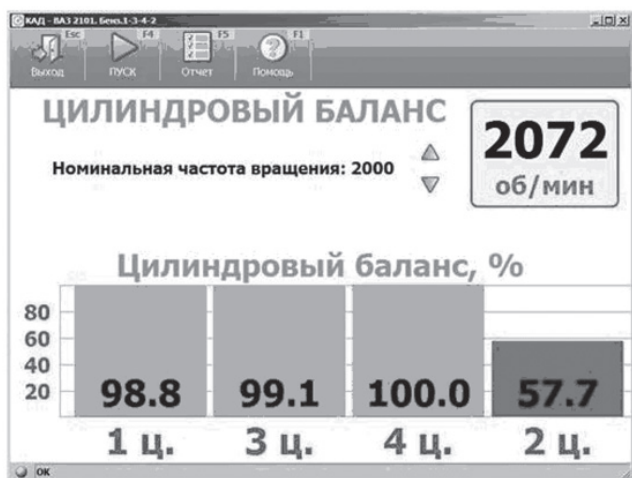 КАД - ВАЗ 2101. Бенз.1-3-4-2
Esc F4 F5 F1
Выход ПУСК Отчет Помощь
ЦИЛИНДРОВЫЙ БАЛАНС
2072
Номинальная частота вращения: 2000
об/мин
Цилиндровый баланс, %
80
60
40
20
98.8 99.1 100.0 57.7
1 ц. 3 ц. 4 ц. 2 ц.
OK